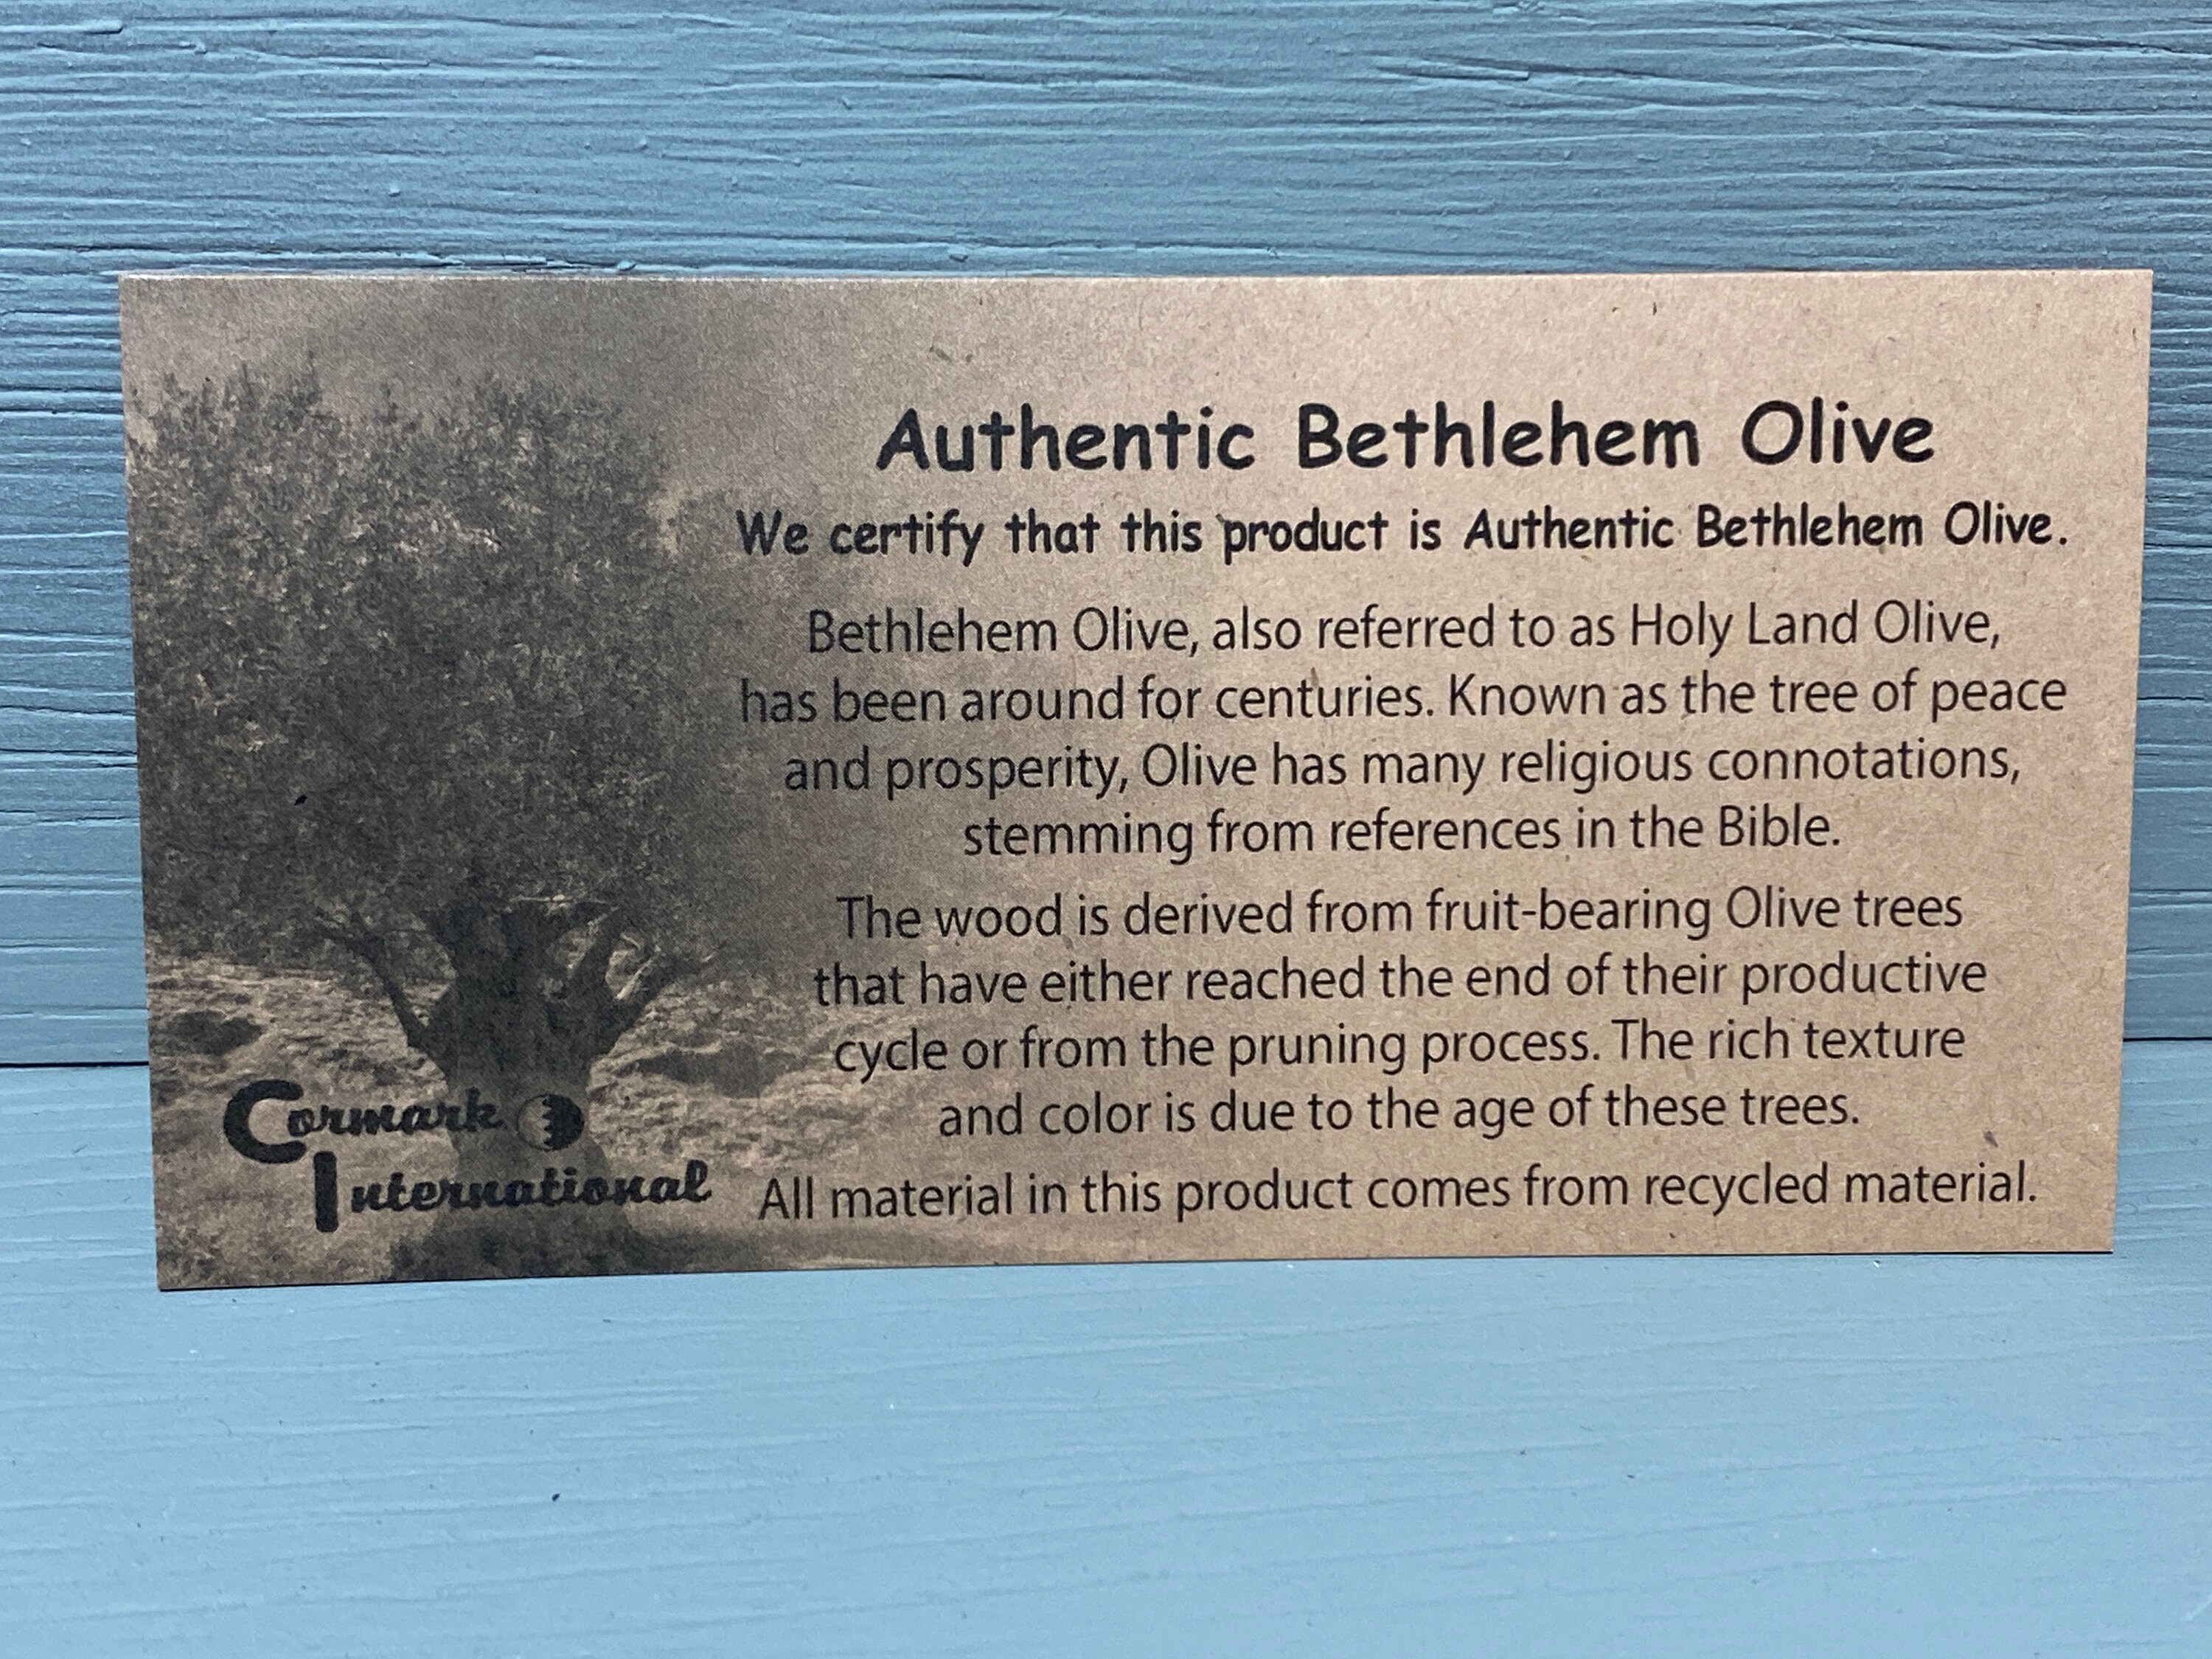 Authentic Bethlehem Olive
We certify that this product is Authentic Bethlehem Olive.
Bethlehem Olive, also referred to as Holy Land Olive,
has been around for centuries. Known as the tree of peace
and prosperity, Olive has many religious connotations,
stemming from references in the Bible.
The wood is derived from fruit-bearing Olive trees
that have either reached the end of their productive
cycle or from the pruning process. The rich texture
and color is due to the age of these trees.
All material in this product comes from recycled material.
Cormark
International